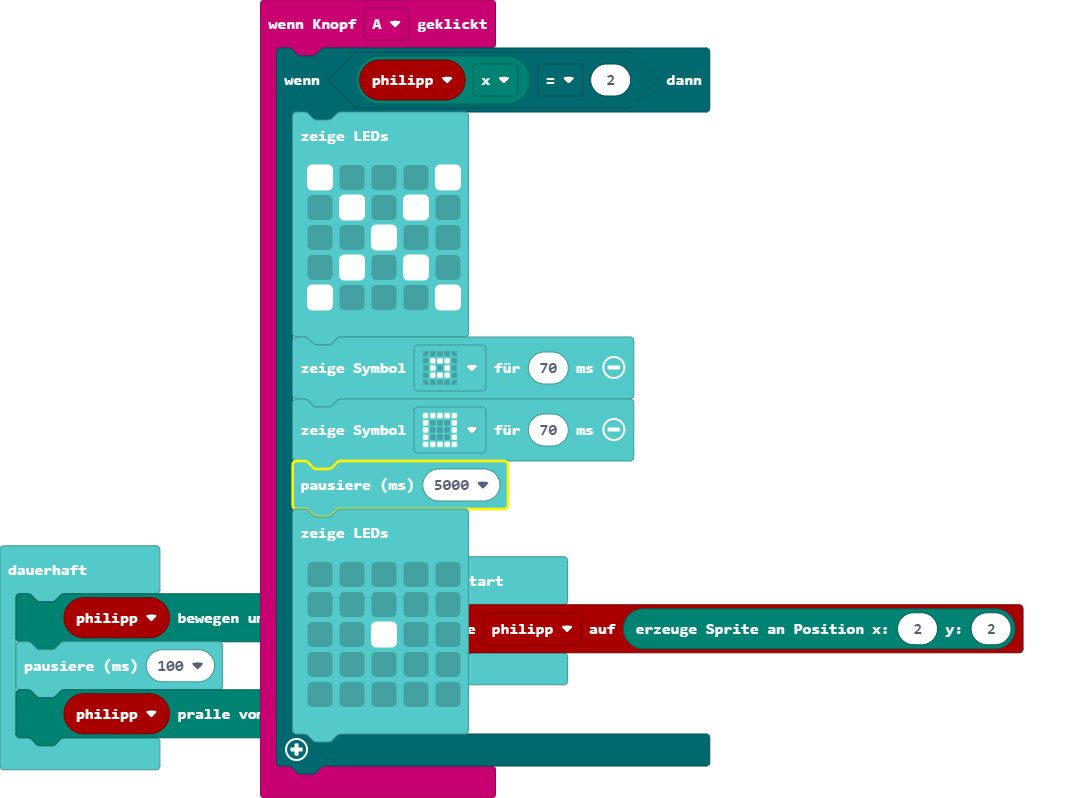 wenn Knopf A geklickt
wenn philipp x = 2 dann
zeige LEDs
zeige Symbol für 70 ms
zeige Symbol für 70 ms
pausiere (ms) 5000
zeige LEDs
dauerhaft
philipp bewegen
pausiere (ms) 100
philipp pralle
tart
philipp auf erzeuge Sprite an Position x: 2 y: 2